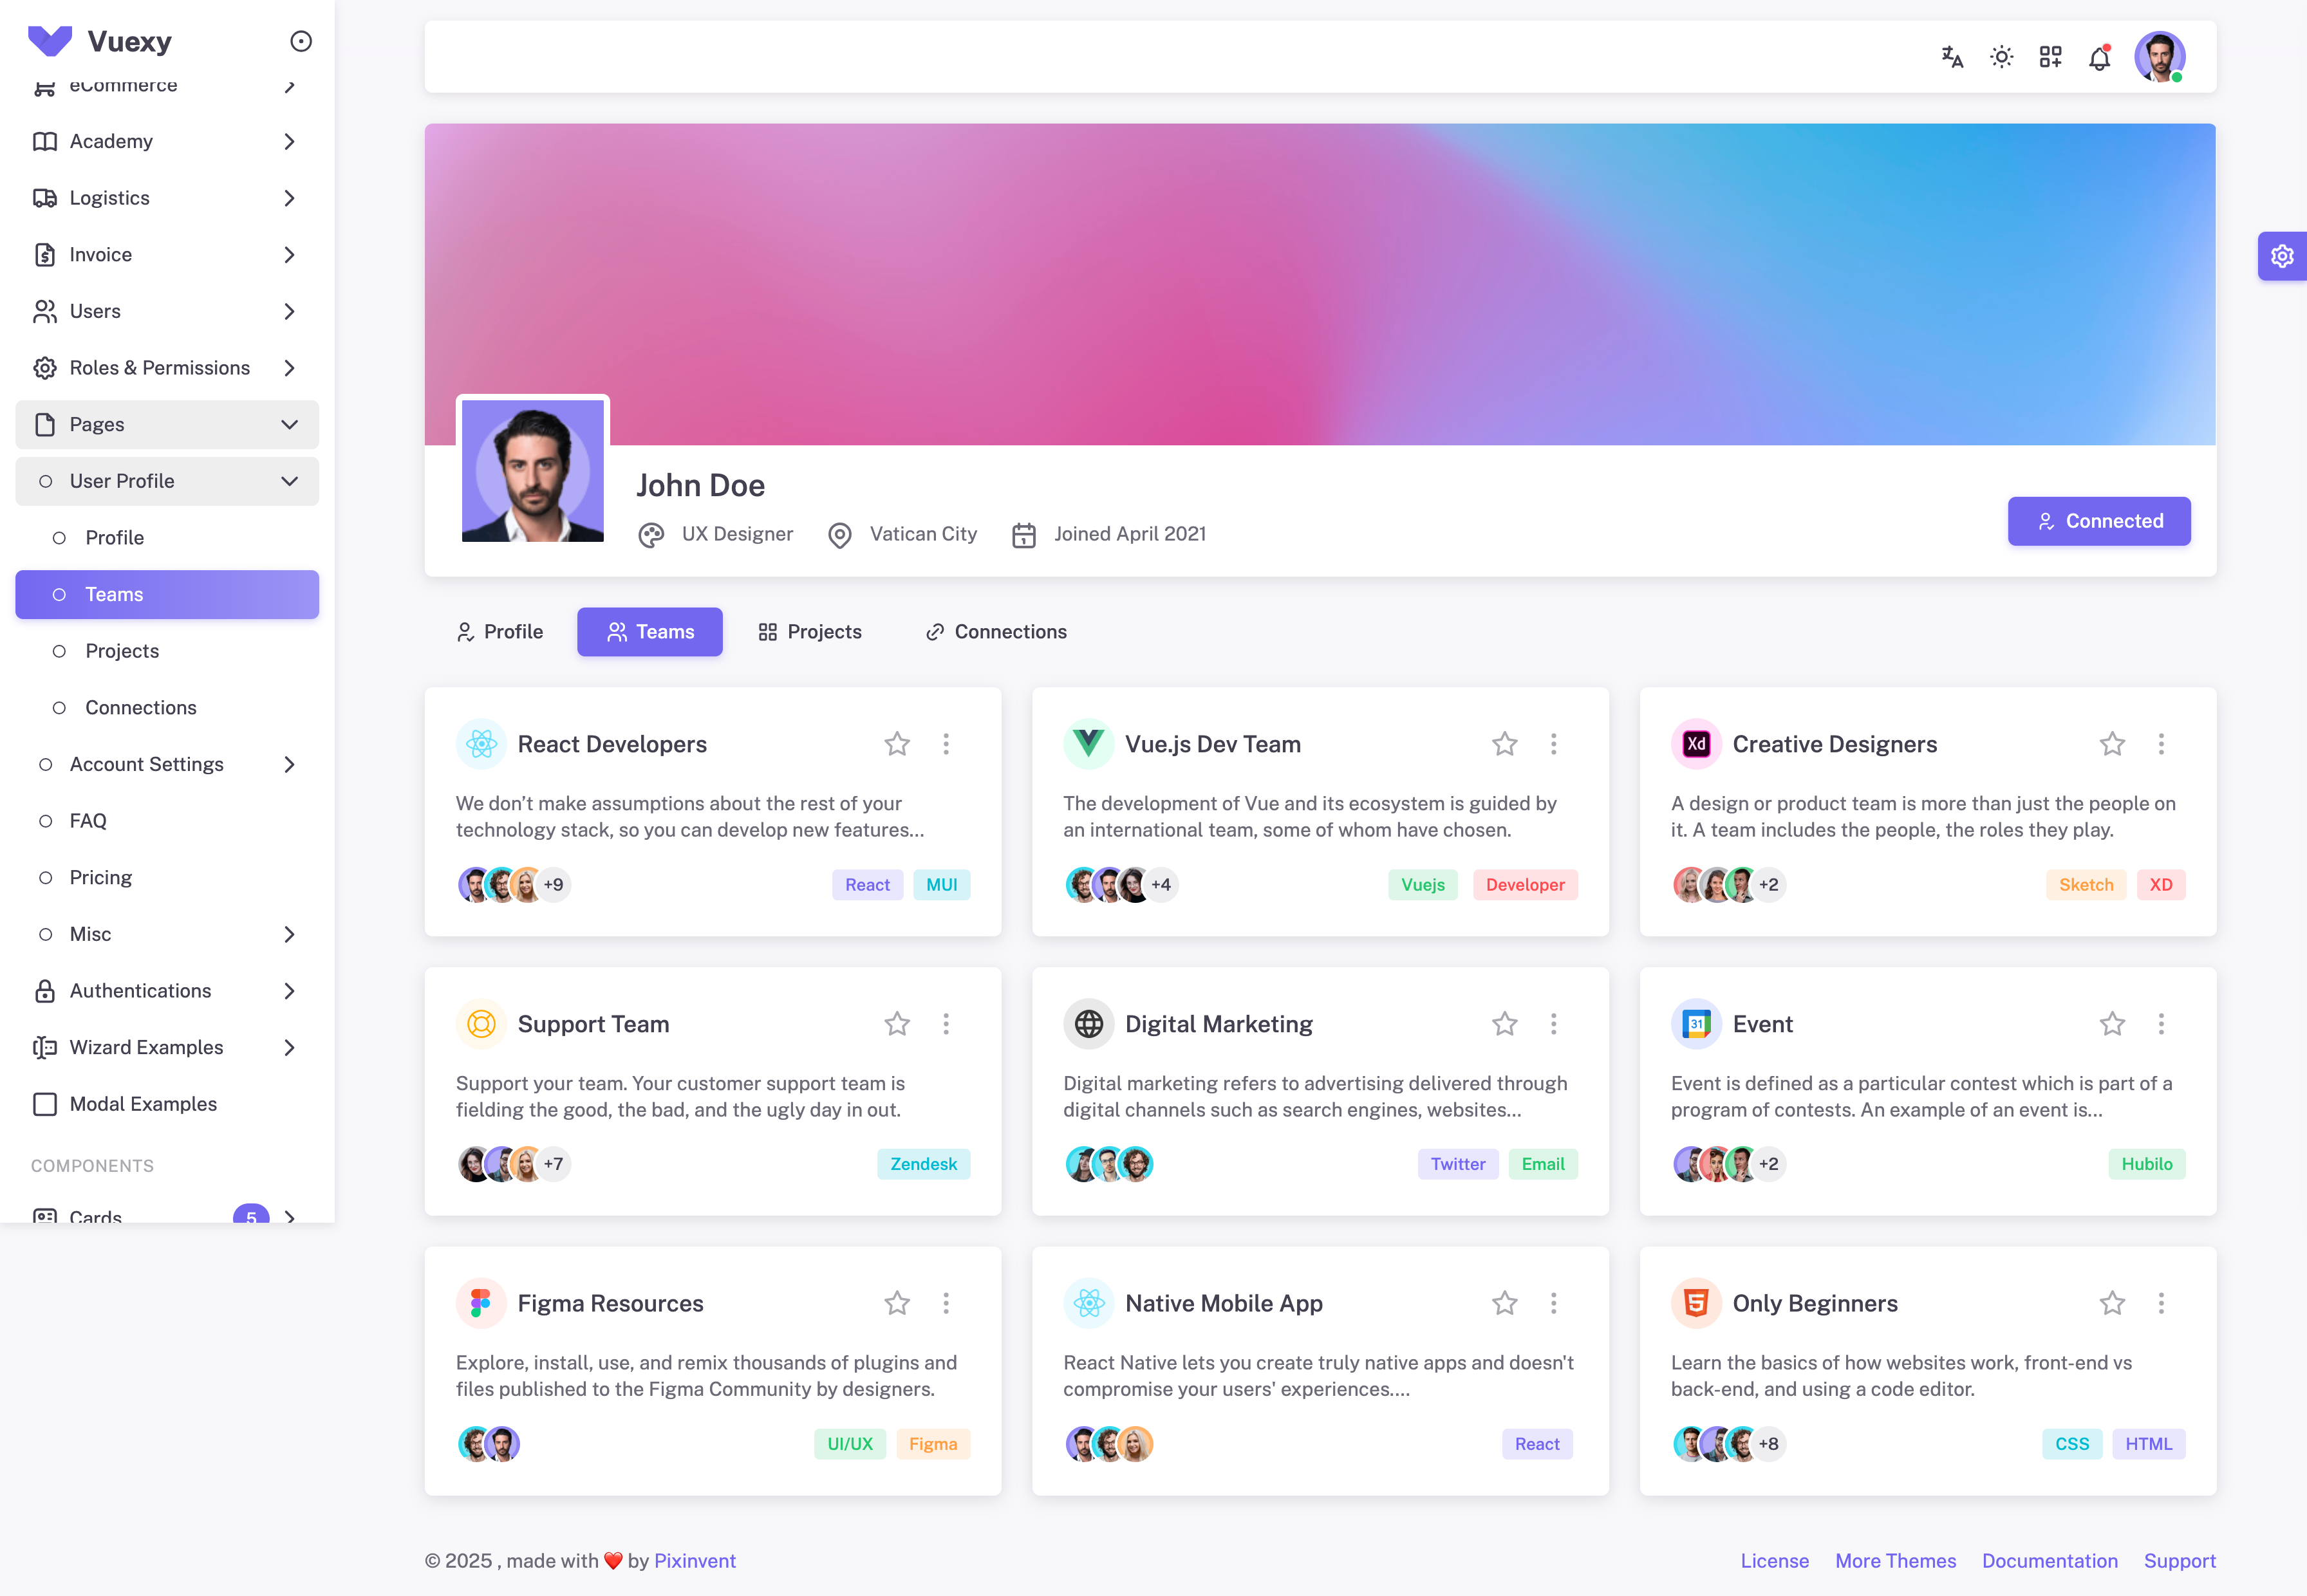 Vuexy
eCommerce
Academy
Logistics
Invoice
Users
Roles & Permissions
Pages
User Profile
Profile
Teams
Projects
Connections
Account Settings
FAQ
Pricing
Misc
Authentications
Wizard Examples
Modal Examples
COMPONENTS
Cards 5
John Doe
UX Designer Vatican City Joined April 2021
Connected
Profile Teams Projects Connections
React Developers
We don’t make assumptions about the rest of your
technology stack, so you can develop new features...
+9 React MUI
Vue.js Dev Team
The development of Vue and its ecosystem is guided by
an international team, some of whom have chosen.
+4 Vuejs Developer
Xd Creative Designers
A design or product team is more than just the people on
it. A team includes the people, the roles they play.
+2 Sketch XD
Support Team
Support your team. Your customer support team is
fielding the good, the bad, and the ugly day in out.
+7 Zendesk
Digital Marketing
Digital marketing refers to advertising delivered through
digital channels such as search engines, websites...
Twitter Email
31 Event
Event is defined as a particular contest which is part of a
program of contests. An example of an event is...
+2 Hubilo
Figma Resources
Explore, install, use, and remix thousands of plugins and
files published to the Figma Community by designers.
UI/UX Figma
Native Mobile App
React Native lets you create truly native apps and doesn't
compromise your users' experiences....
React
5 Only Beginners
Learn the basics of how websites work, front-end vs
back-end, and using a code editor.
+8 CSS HTML
© 2025 , made with ❤️ by Pixinvent
License More Themes Documentation Support